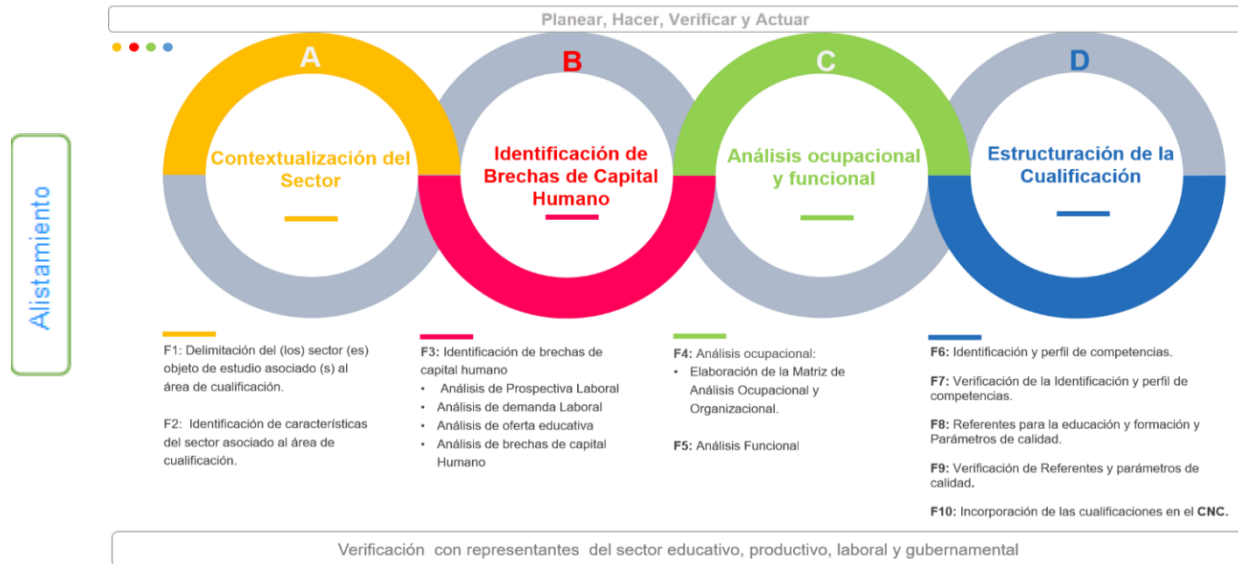 Planear, Hacer, Verificar y Actuar
Alistamiento
A
Contextualización del
Sector
F1: Delimitación del (los) sector (es)
objeto de estudio asociado (s) al
área de cualificación.
F2: Identificación de características
del sector asociado al área de
cualificación.
B
Identificación de
Brechas de Capital
Humano
F3: Identificación de brechas de
capital humano
• Análisis de Prospectiva Laboral
• Análisis de demanda Laboral
• Análisis de oferta educativa
• Análisis de brechas de capital
Humano
C
Análisis ocupacional
y funcional
F4: Análisis ocupacional:
• Elaboración de la Matriz de
Análisis Ocupacional y
Organizacional.
F5: Análisis Funcional
D
Estructuración de la
Cualificación
F6: Identificación y perfil de competencias.
F7: Verificación de la Identificación y perfil de
competencias.
F8: Referentes para la educación y formación y
Parámetros de calidad.
F9: Verificación de Referentes y parámetros de
calidad.
F10: Incorporación de las cualificaciones en el CNC.
Verificación con representantes del sector educativo, productivo, laboral y gubernamental